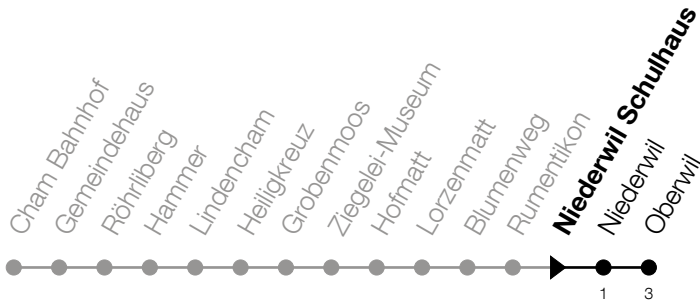 Cham Bahnhof
Gemeindehaus
Röhrliberg
Hammer
Lindencham
Heiligkreuz
Grobenmoos
Ziegelei-Museum
Hofmatt
Lorzenmatt
Blumenweg
Rumentikon
Niederwil Schulhaus
Niederwil
Oberwil
1
3